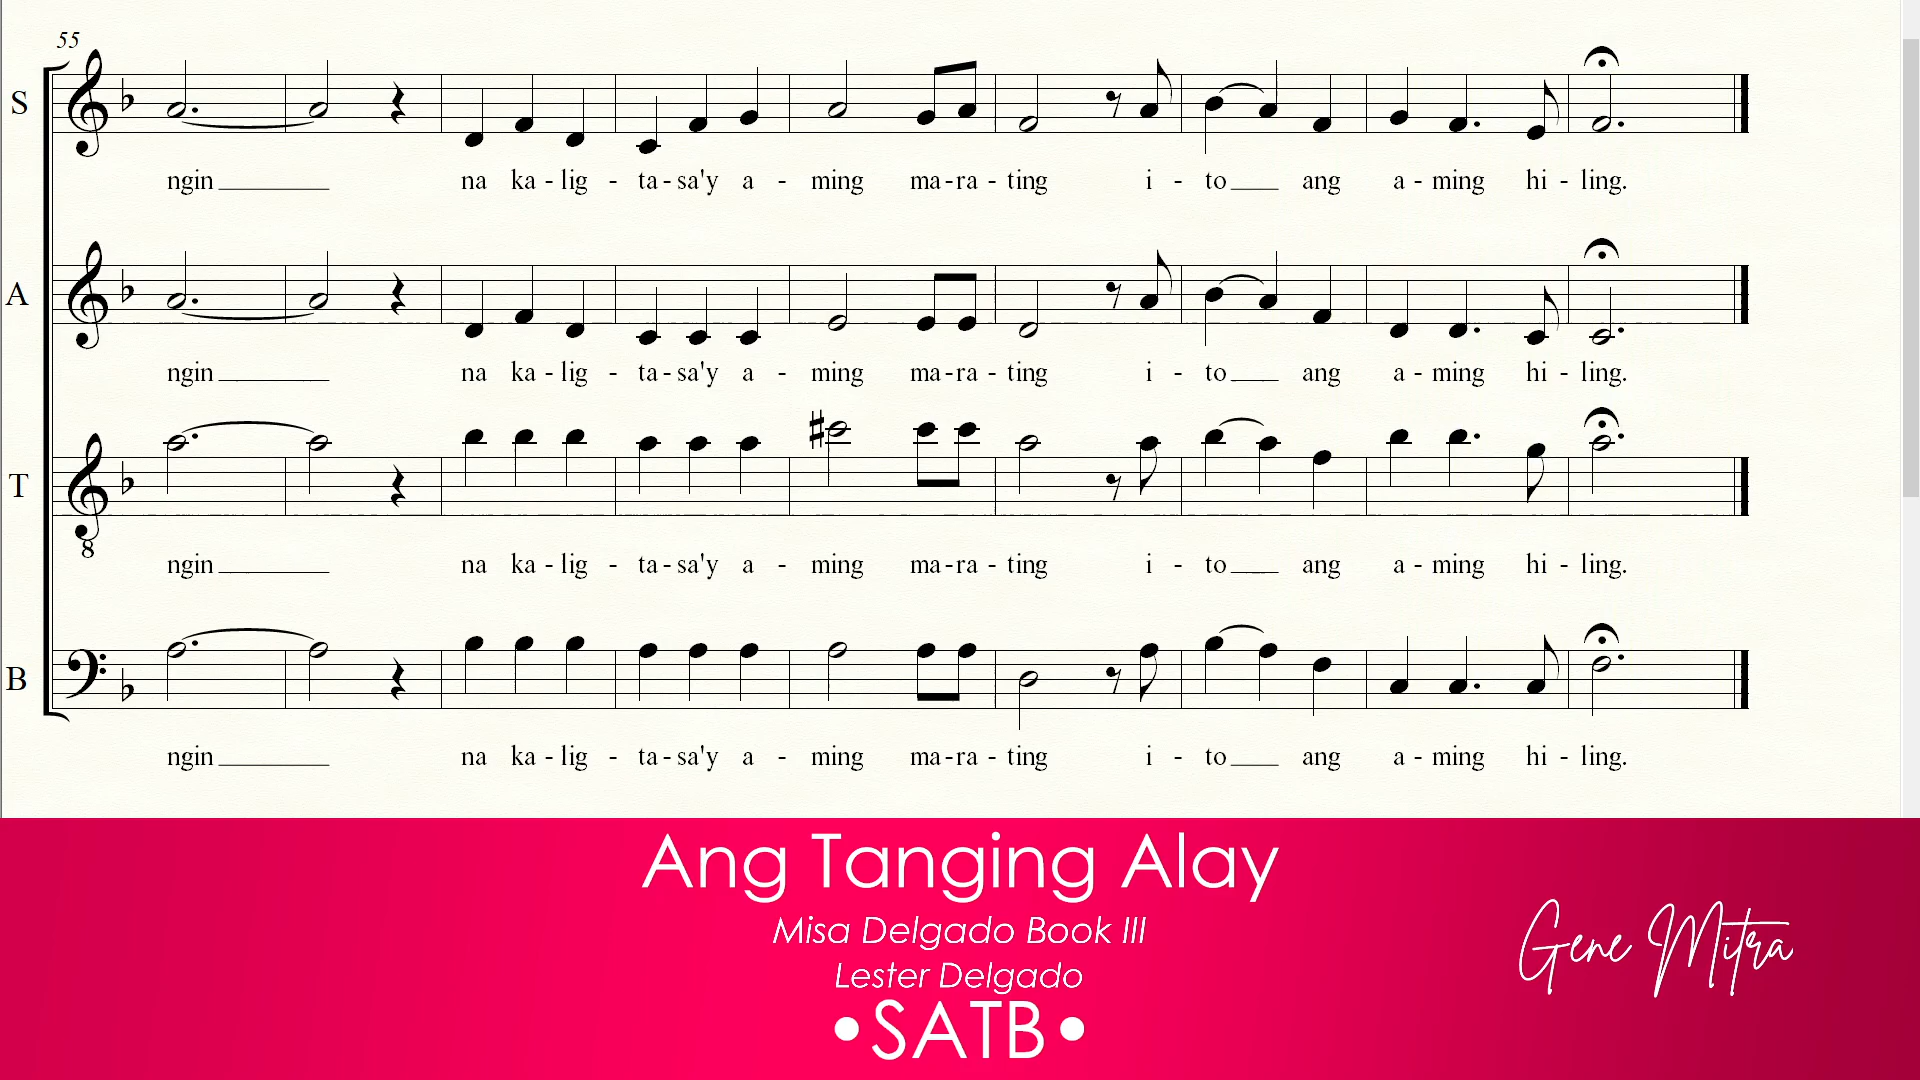 55
S
ngin na ka - lig - ta - sa'y a - ming ma - ra - ting i - to ang a - ming hi - ling.
A
ngin na ka - lig - ta - sa'y a - ming ma - ra - ting i - to ang a - ming hi - ling.
T
8
ngin na ka - lig - ta - sa'y a - ming ma - ra - ting i - to ang a - ming hi - ling.
B
ngin na ka - lig - ta - sa'y a - ming ma - ra - ting i - to ang a - ming hi - ling.
Ang Tanging Alay
Misa Delgado Book III
Lester Delgado
•SATB•
Gene Mitra